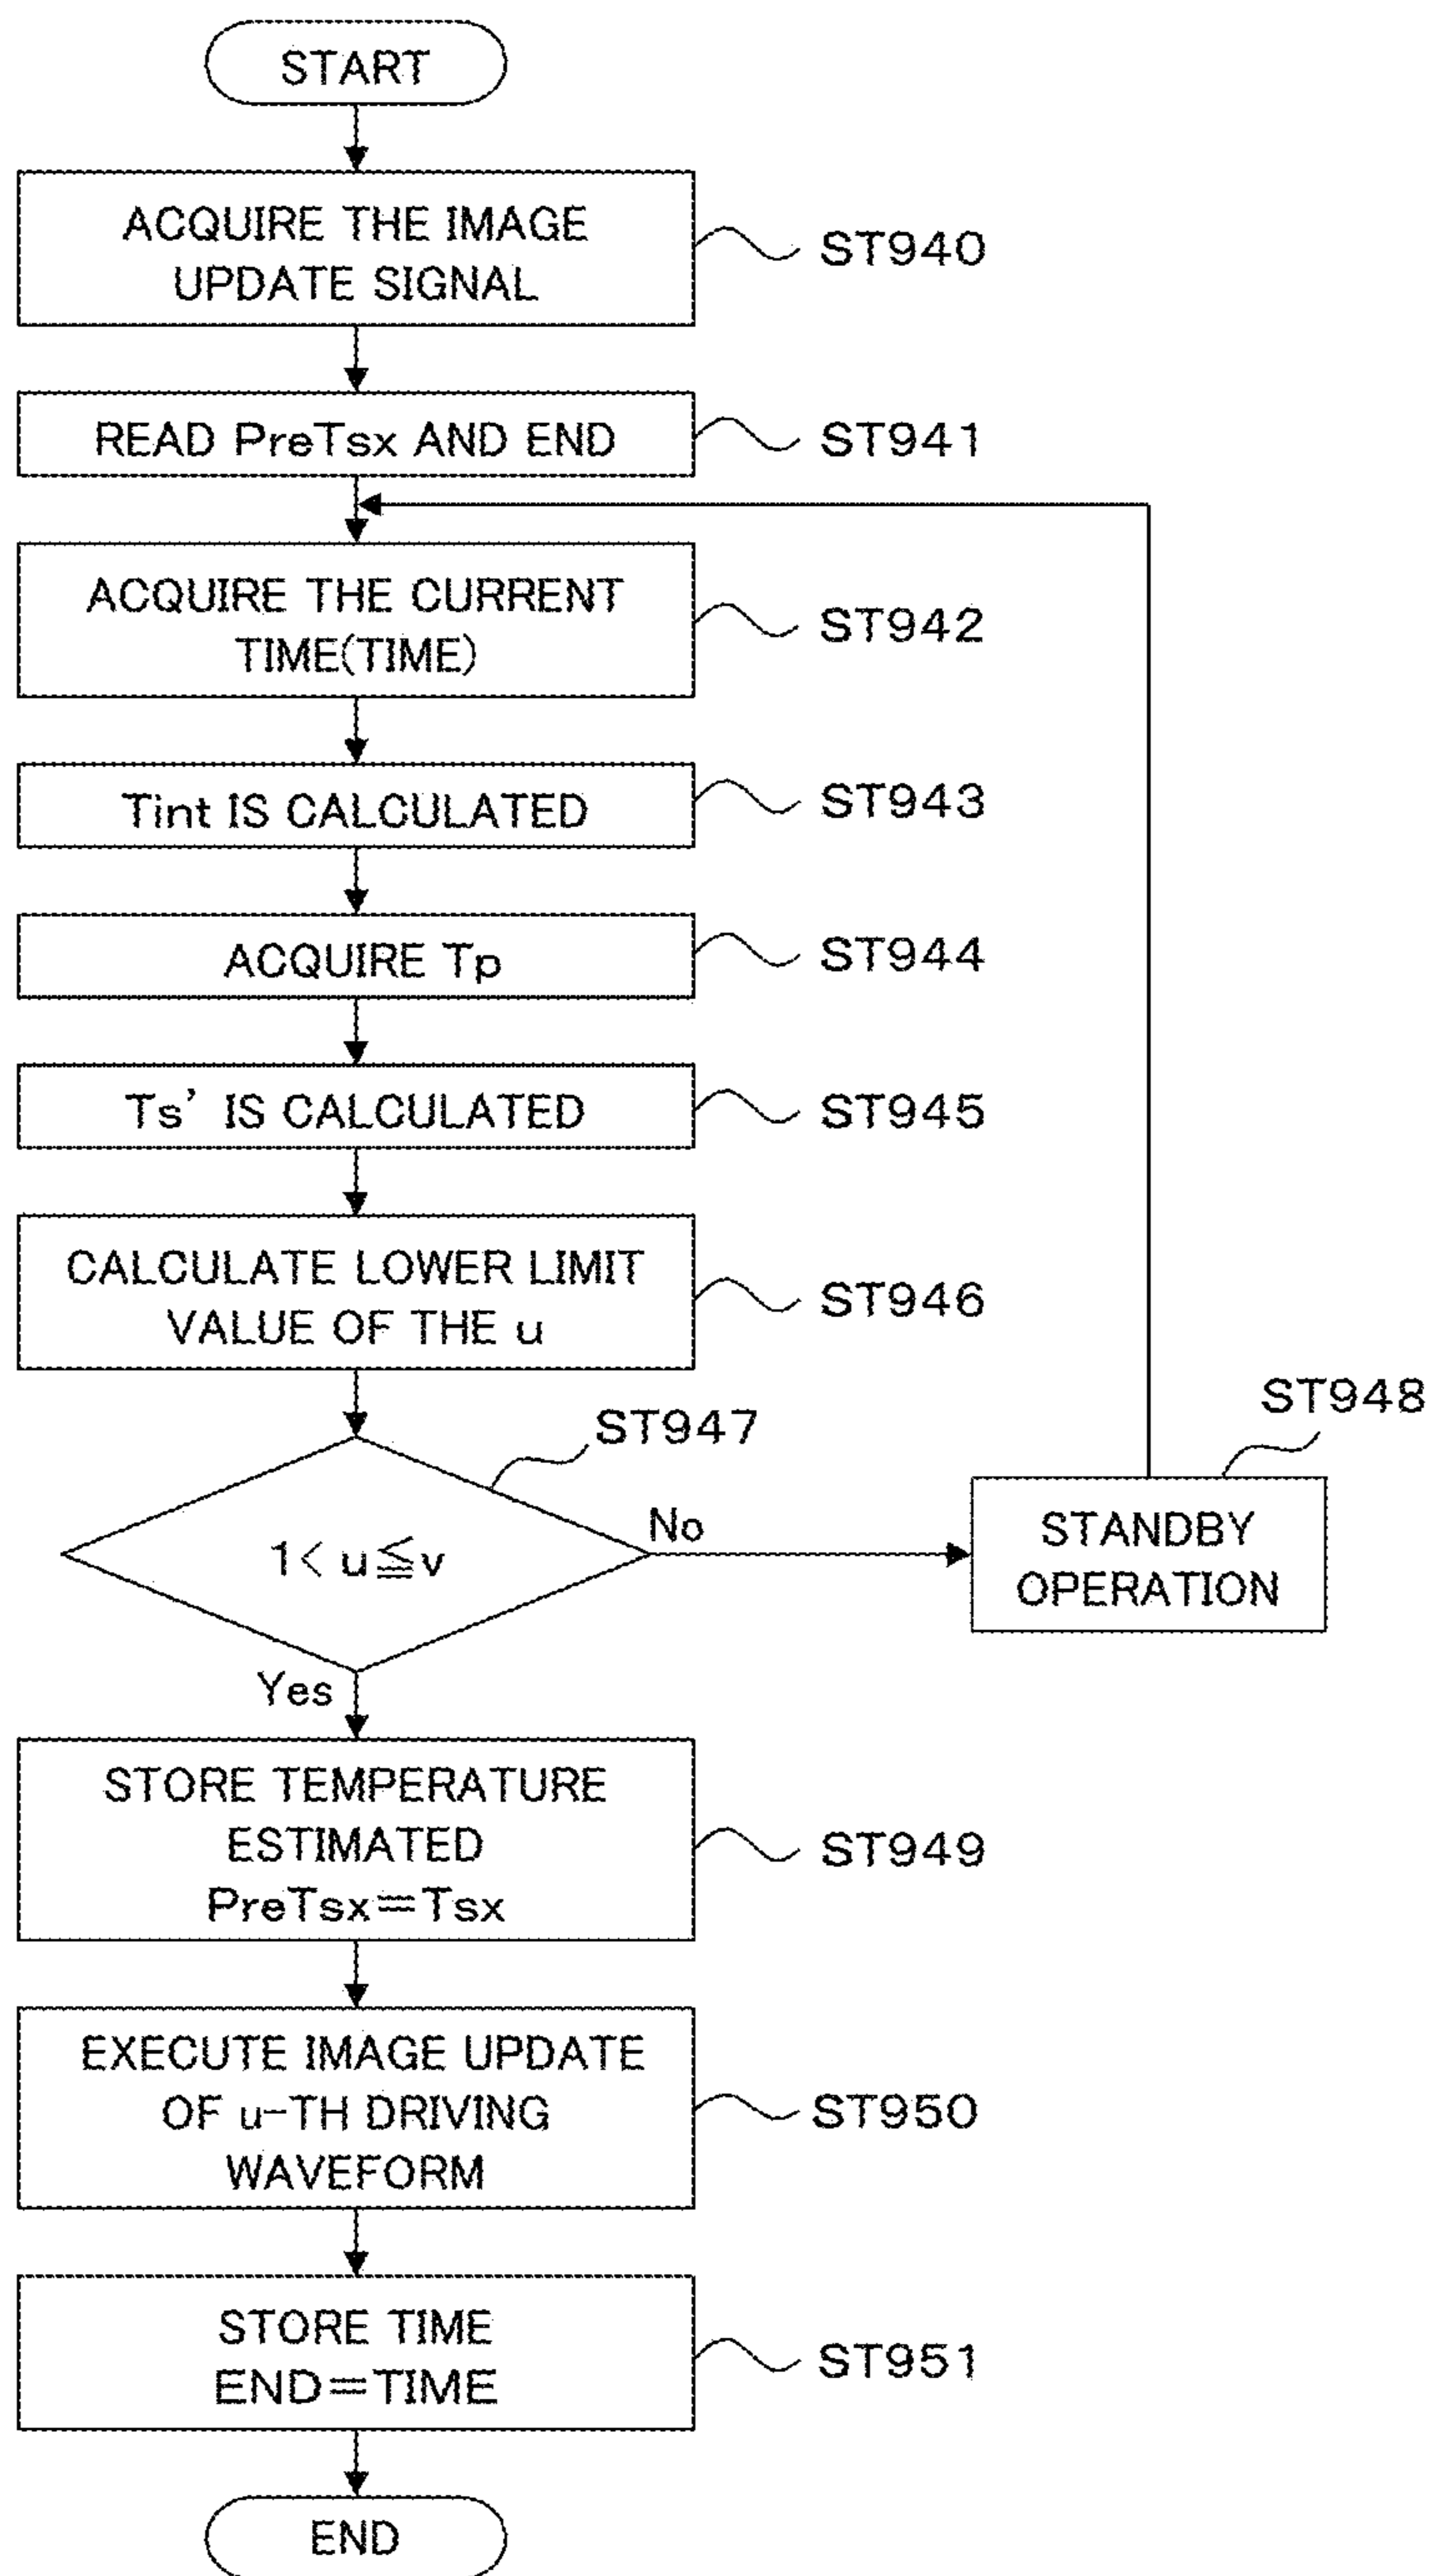 START
ACQUIRE THE IMAGE
UPDATE SIGNAL
ST940
READ PreTsx AND END
ST941
ACQUIRE THE CURRENT
TIME(TIME)
ST942
Tint IS CALCULATED
ST943
ACQUIRE Tp
ST944
Ts’ IS CALCULATED
ST945
CALCULATE LOWER LIMIT
VALUE OF THE u
ST946
ST947
1< u≦v
No
ST948
STANDBY
OPERATION
Yes
STORE TEMPERATURE
ESTIMATED
PreTsx=Tsx
ST949
EXECUTE IMAGE UPDATE
OF u-TH DRIVING
WAVEFORM
ST950
STORE TIME
END=TIME
ST951
END